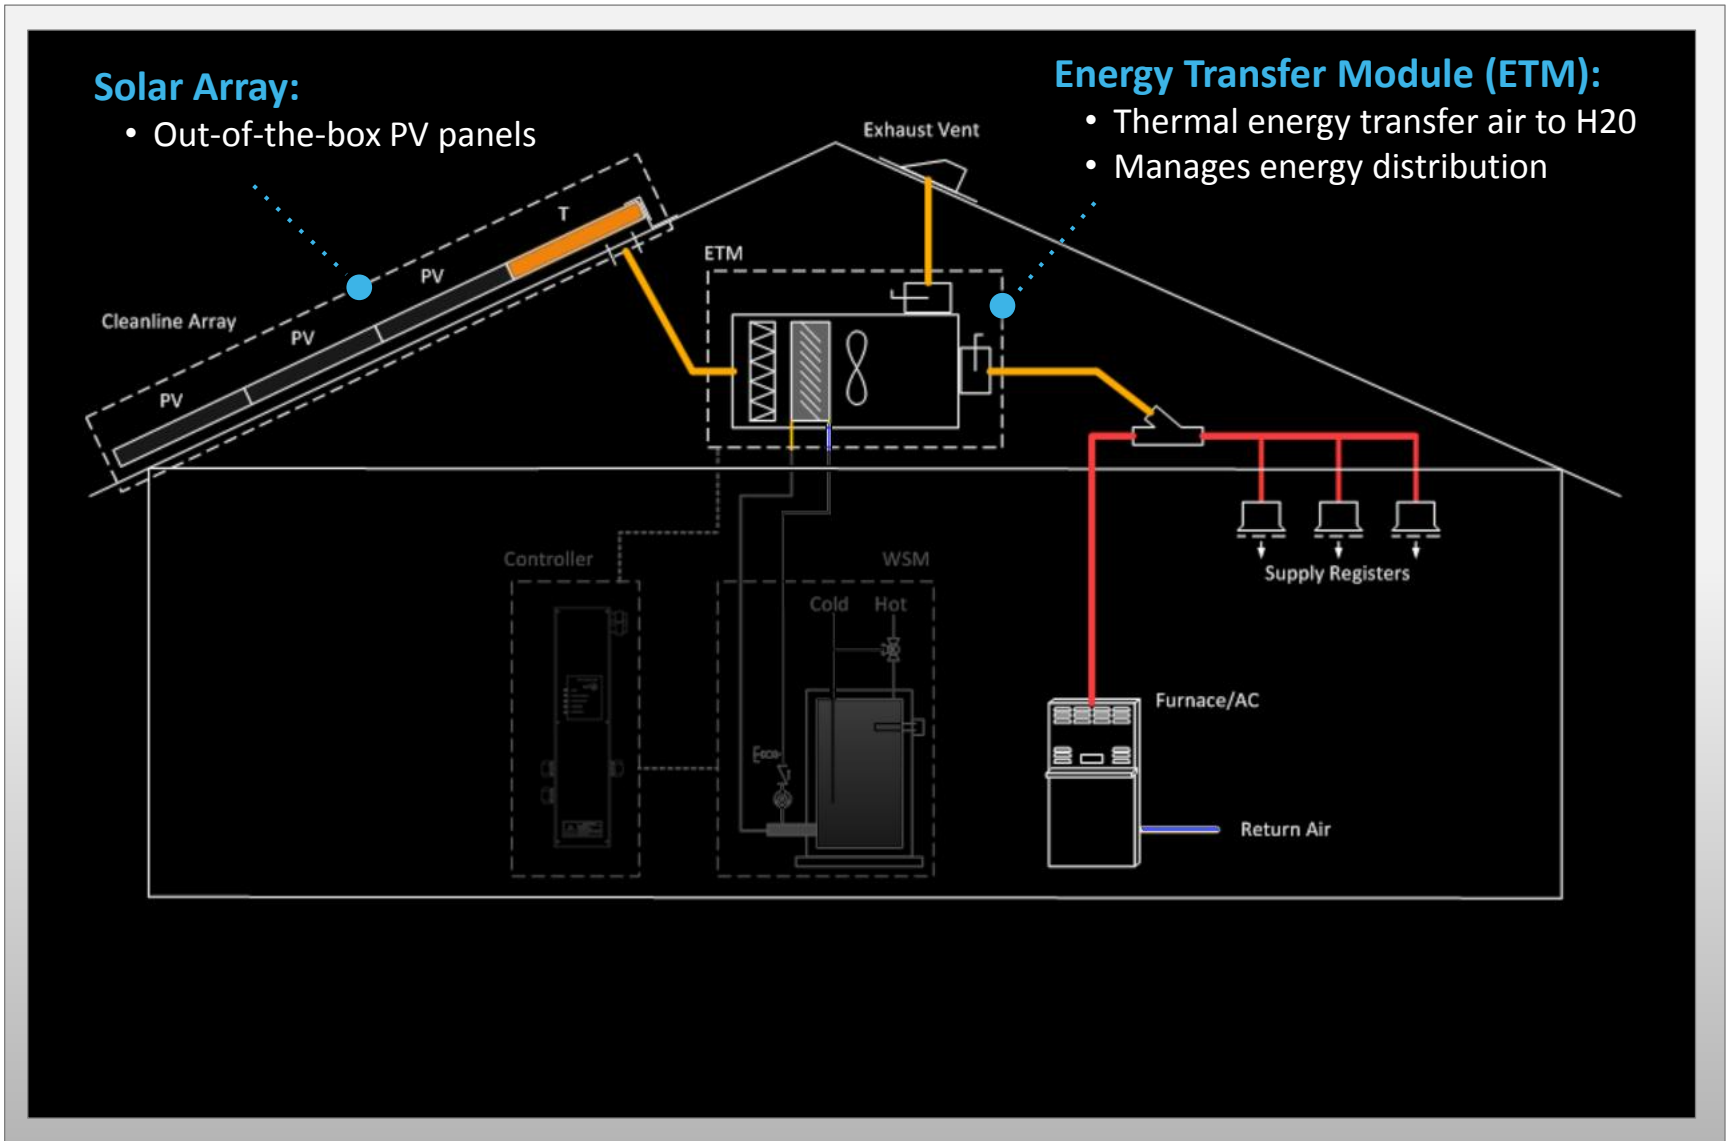 Solar Array:
• Out-of-the-box PV panels
Energy Transfer Module (ETM):
• Thermal energy transfer air to H20
• Manages energy distribution
Exhaust Vent
T
ETM
PV
Cleanline Array
PV
PV
Supply Registers
Controller
WSM
Cold
Hot
Furnace/AC
Return Air